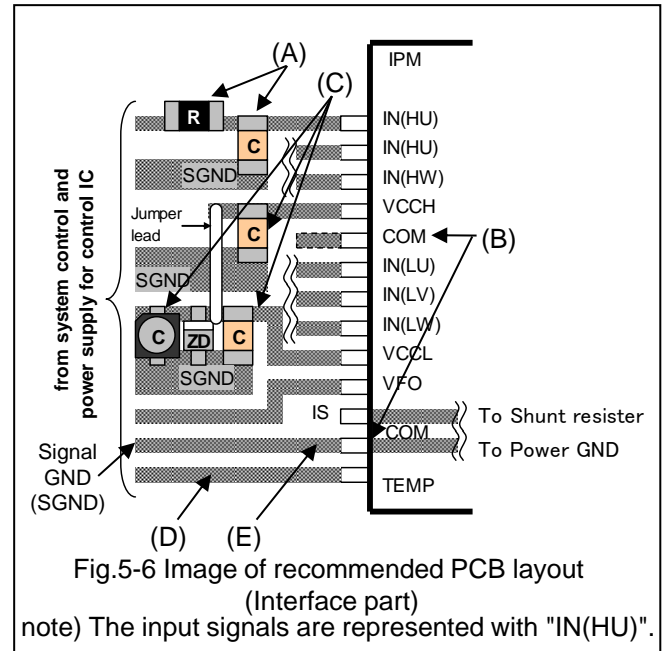 (A)
IPM
(C)
R
IN(HU)
C
IN(HU)
SGND
IN(HW)
Jumper
lead
VCCH
C
COM
(B)
IN(LU)
SGND
IN(LV)
C
ZD
C
IN(LW)
VCCL
SGND
VFO
IS
To Shunt resister
COM
To Power GND
Signal
GND
(SGND)
TEMP
(D)
(E)
from system control and
power supply for control IC
Fig.5-6 Image of recommended PCB layout
(Interface part)
note) The input signals are represented with "IN(HU)".